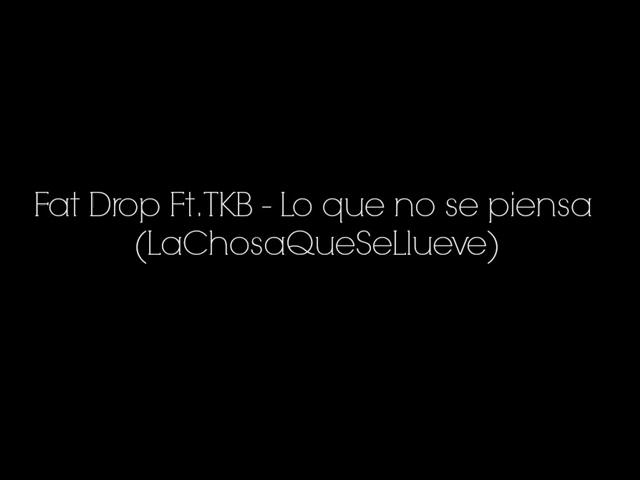 Fat Drop Ft.TKB - Lo que no se piensa
(LaChosaQueSeLlueve)